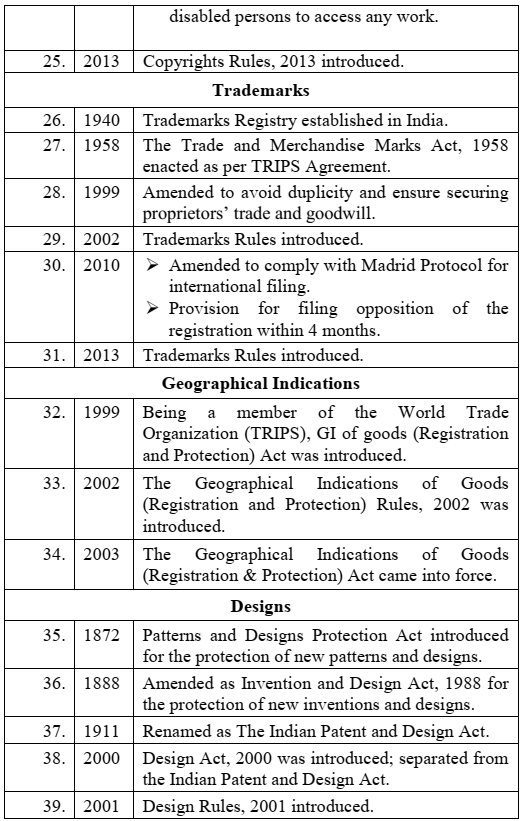 disabled persons to access any work.
25. 2013 Copyrights Rules, 2013 introduced.
Trademarks
26. 1940 Trademarks Registry established in India.
27. 1958 The Trade and Merchandise Marks Act, 1958
enacted as per TRIPS Agreement.
28. 1999 Amended to avoid duplicity and ensure securing
proprietors' trade and goodwill.
29. 2002 Trademarks Rules introduced.
30. 2010 ➢ Amended to comply with Madrid Protocol for
international filing.
➢ Provision for filing opposition of the
registration within 4 months.
31. 2013 Trademarks Rules introduced.
Geographical Indications
32. 1999 Being a member of the World Trade
Organization (TRIPS), GI of goods (Registration
and Protection) Act was introduced.
33. 2002 The Geographical Indications of Goods
(Registration and Protection) Rules, 2002 was
introduced.
34. 2003 The Geographical Indications of Goods
(Registration & Protection) Act came into force.
Designs
35. 1872 Patterns and Designs Protection Act introduced
for the protection of new patterns and designs.
36. 1888 Amended as Invention and Design Act, 1988 for
the protection of new inventions and designs.
37. 1911 Renamed as The Indian Patent and Design Act.
38. 2000 Design Act, 2000 was introduced; separated from
the Indian Patent and Design Act.
39. 2001 Design Rules, 2001 introduced.